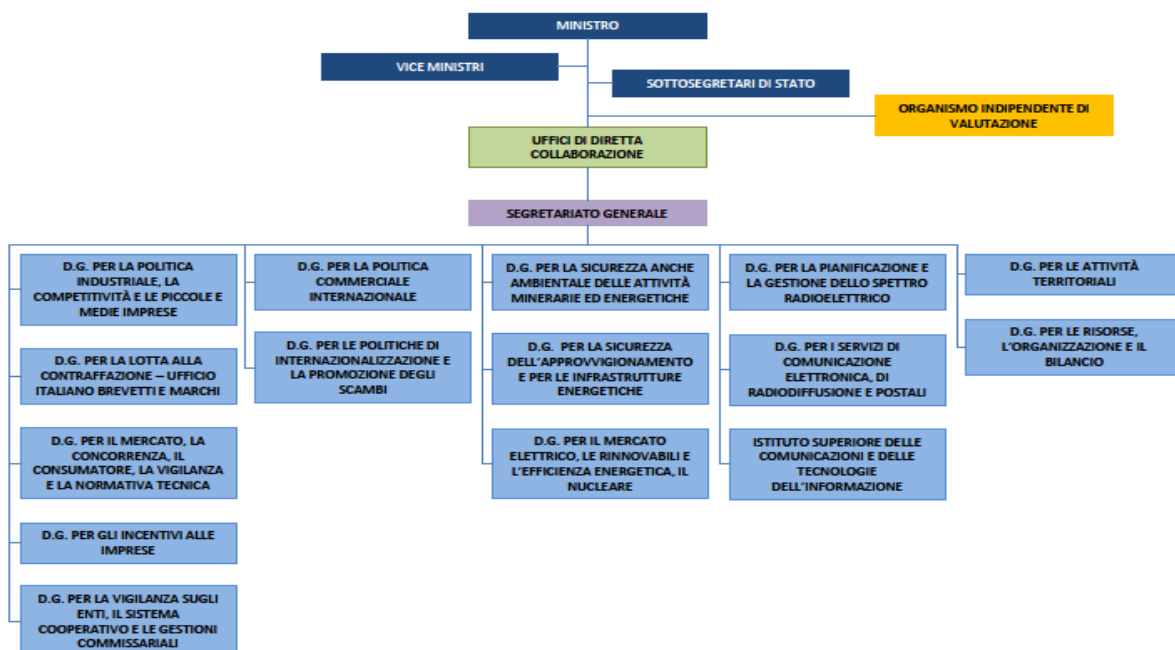 MINISTRO
VICE MINISTRI
SOTTOSEGRETARI DI STATO
ORGANISMO INDIPENDENTE DI
VALUTAZIONE
UFFICI DI DIRETTA
COLLABORAZIONE
SEGRETARIATO GENERALE
D.G. PER LA POLITICA
INDUSTRIALE, LA
COMPETITIVITÀ E LE PICCOLE E
MEDIE IMPRESE
D.G. PER LA LOTTA ALLA
CONTRAFFAZIONE – UFFICIO
ITALIANO BREVETTI E MARCHI
D.G. PER IL MERCATO, LA
CONCORRENZA, IL
CONSUMATORE, LA VIGILANZA
E LA NORMATIVA TECNICA
D.G. PER GLI INCENTIVI ALLE
IMPRESE
D.G. PER LA VIGILANZA SUGLI
ENTI, IL SISTEMA
COOPERATIVO E LE GESTIONI
COMMISSARIALI
D.G. PER LA POLITICA
COMMERCIALE
INTERNAZIONALE
D.G. PER LE POLITICHE DI
INTERNAZIONALIZZAZIONE E
LA PROMOZIONE DEGLI
SCAMBI
D.G. PER LA SICUREZZA ANCHE
AMBIENTALE DELLE ATTIVITÀ
MINERARIE ED ENERGETICHE
D.G. PER LA SICUREZZA
DELL'APPROVVIGIONAMENTO
E PER LE INFRASTRUTTURE
ENERGETICHE
D.G. PER IL MERCATO
ELETTRICO, LE RINNOVABILI E
L'EFFICIENZA ENERGETICA, IL
NUCLEARE
D.G. PER LA PIANIFICAZIONE E
LA GESTIONE DELLO SPETTRO
RADIOELETTRICO
D.G. PER I SERVIZI DI
COMUNICAZIONE
ELETTRONICA, DI
RADIODIFFUSIONE E POSTALI
ISTITUTO SUPERIORE DELLE
COMUNICAZIONI E DELLE
TECNOLOGIE
DELL'INFORMAZIONE
D.G. PER LE ATTIVITÀ
TERRITORIALI
D.G. PER LE RISORSE,
L'ORGANIZZAZIONE E IL
BILANCIO